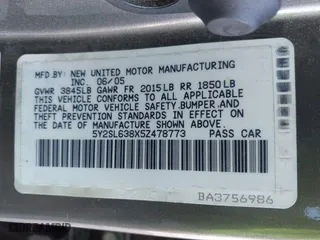 MFD. BY: NEW UNITED MOTOR MANUFACTURING
INC. 06/05
GVWR 3845LB GAWR FR 2015LB RR 1850LB
THIS VEHICLE CONFORMS TO ALL APPLICABLE
FEDERAL MOTOR VEHICLE SAFETY, BUMPER, AND
THEFT PREVENTION STANDARDS IN EFFECT ON
THE DATE OF MANUFACTURE SHOWN ABOVE.
5Y2SL638X5Z478773 PASS CAR
BA3756986